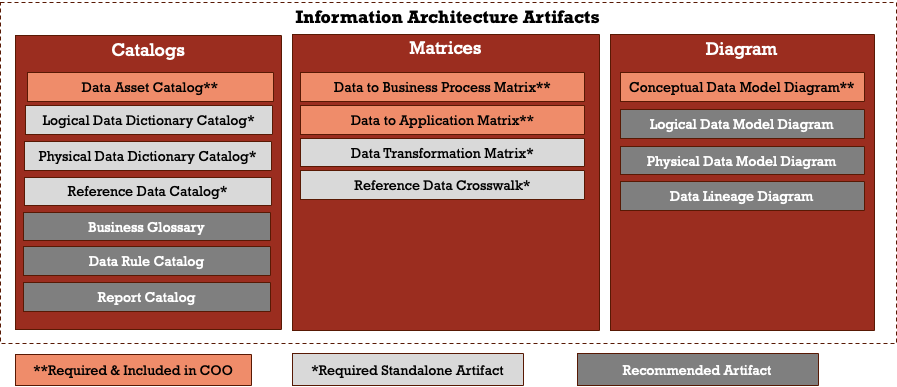 Information Architecture Artifacts
Catalogs
Data Asset Catalog**
Logical Data Dictionary Catalog*
Physical Data Dictionary Catalog*
Reference Data Catalog*
Business Glossary
Data Rule Catalog
Report Catalog
Matrices
Data to Business Process Matrix**
Data to Application Matrix**
Data Transformation Matrix*
Reference Data Crosswalk*
Diagram
Conceptual Data Model Diagram**
Logical Data Model Diagram
Physical Data Model Diagram
Data Lineage Diagram
**Required & Included in COO
*Required Standalone Artifact
Recommended Artifact